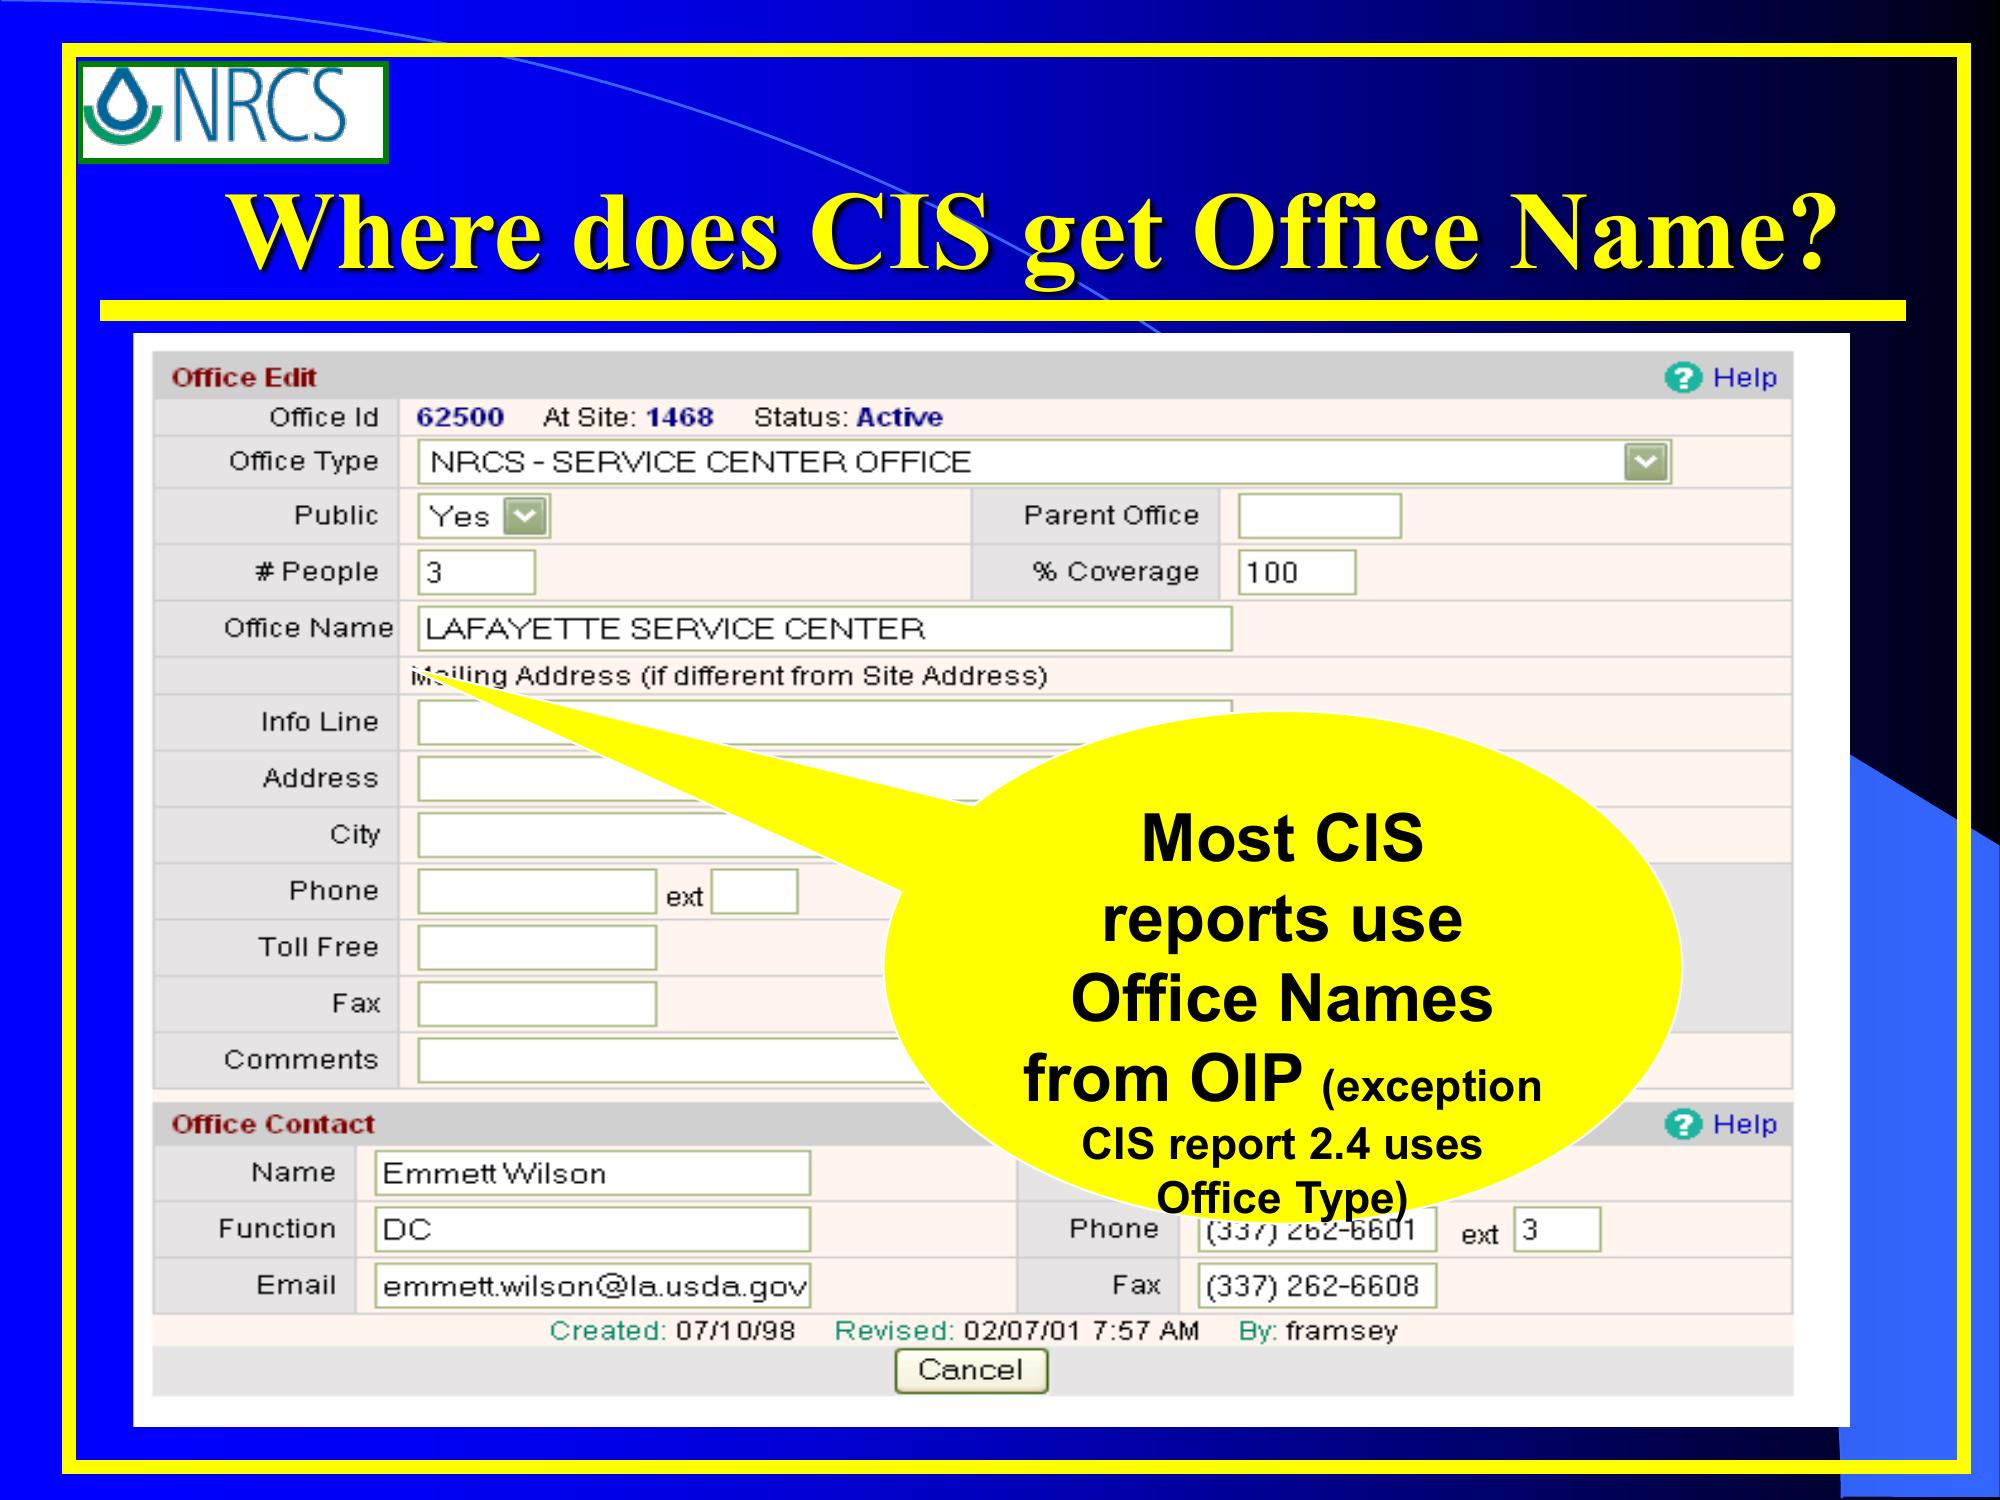 NRCS
Where does CIS get Office Name?
Office Edit ? Help
Office Id 62500 At Site: 1468 Status: Active
Office Type NRCS - SERVICE CENTER OFFICE
Public Yes Parent Office
# People 3 % Coverage 100
Office Name LAFAYETTE SERVICE CENTER
Mailing Address (if different from Site Address)
Info Line
Address
City
Phone ext
Toll Free
Fax
Comments
Most CIS
reports use
Office Names
from OIP (exception
CIS report 2.4 uses
Office Type)
Office Contact ? Help
Name Emmett Wilson
Function DC Phone (337) 262-6601 ext 3
Email emmett.wilson@la.usda.gov Fax (337) 262-6608
Created: 07/10/98 Revised: 02/07/01 7:57 AM By: framsey
Cancel